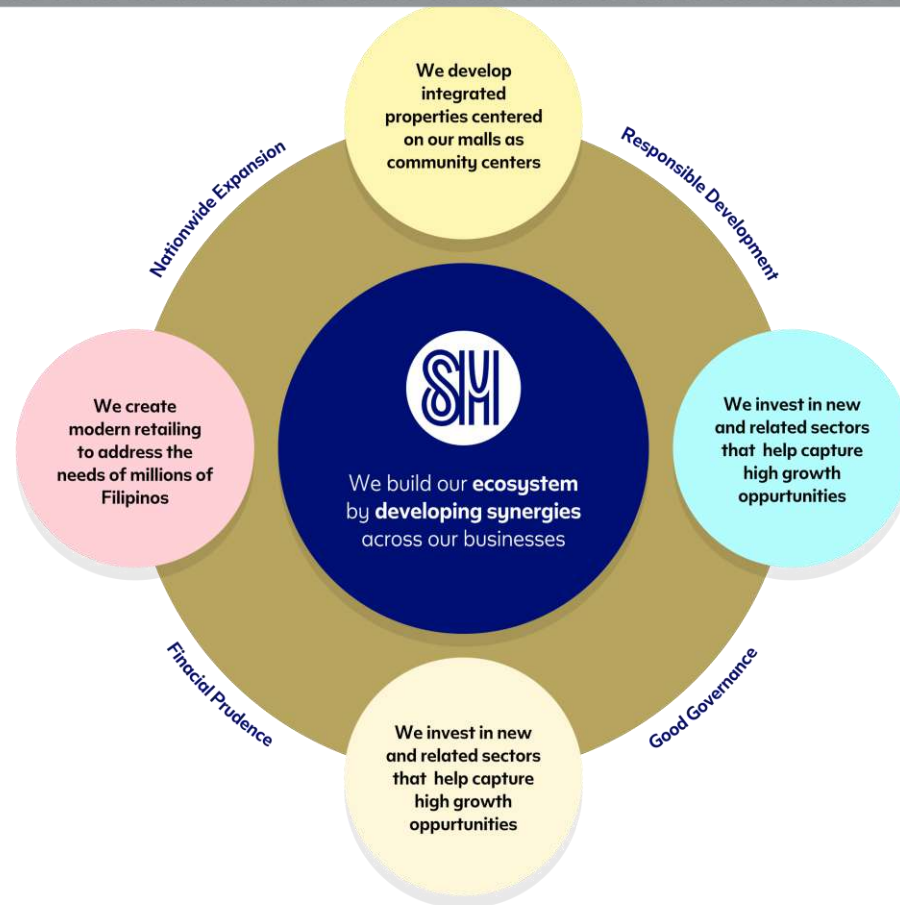 We develop
integrated
properties centered
on our malls as
community centers
Nationwide Expansion
Responsible Development
We create
modern retailing
to address the
needs of millions of
Filipinos
SM
We build our ecosystem
by developing synergies
across our businesses
We invest in new
and related sectors
that help capture
high growth
oppurtunities
Finacial Prudence
Good Governance
We invest in new
and related sectors
that help capture
high growth
oppurtunities